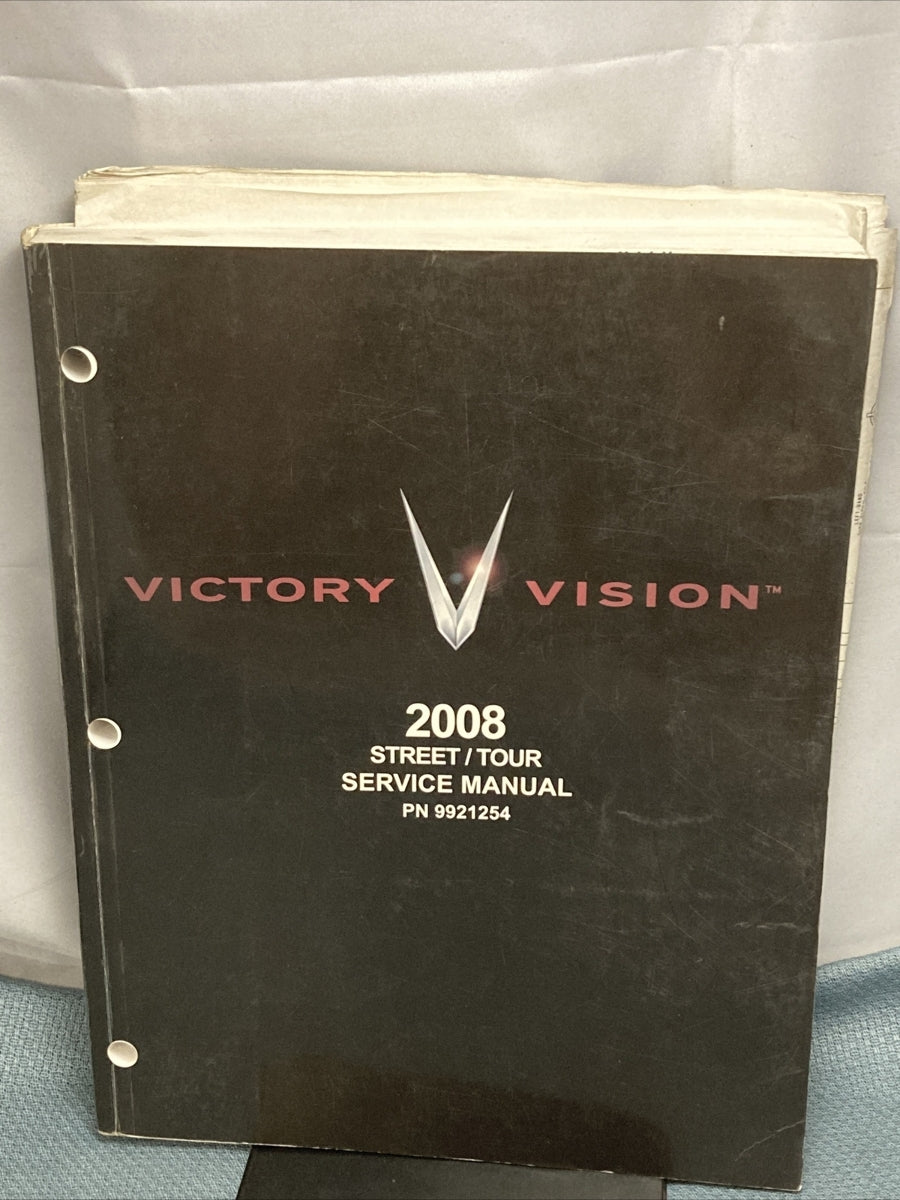 VICTORY VISION™
2008
STREET / TOUR
SERVICE MANUAL
PN 9921254